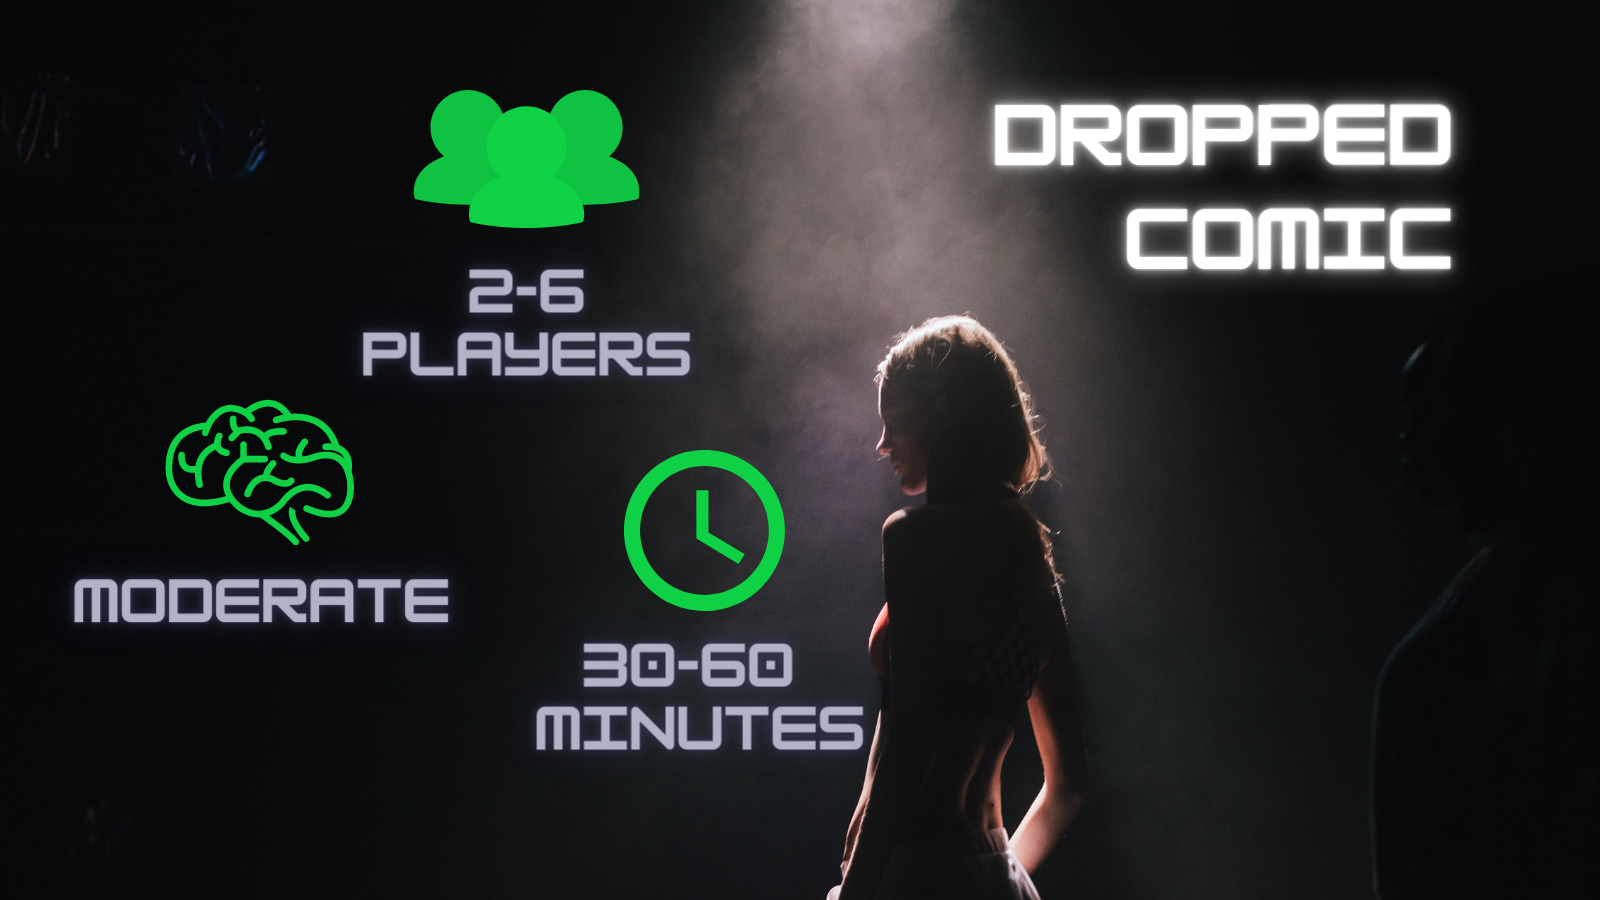 DROPPED
COMIC
2-6
PLAYERS
MODERATE
30-60
MINUTES